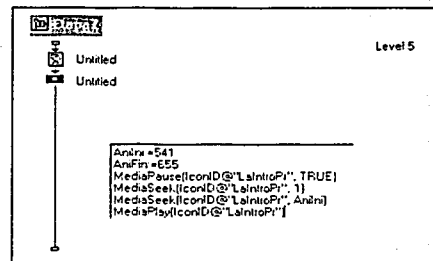 Level 5
Untitled
Untitled
AniIni:=541
AniFin:=655
MediaPause(IconID@"LaIntroPr", TRUE)
MediaSeek(IconID@"LaIntroPr", 1)
MediaSeek(IconID@"LaIntroPr", AniIni)
MediaPlay(IconID@"LaIntroPr")